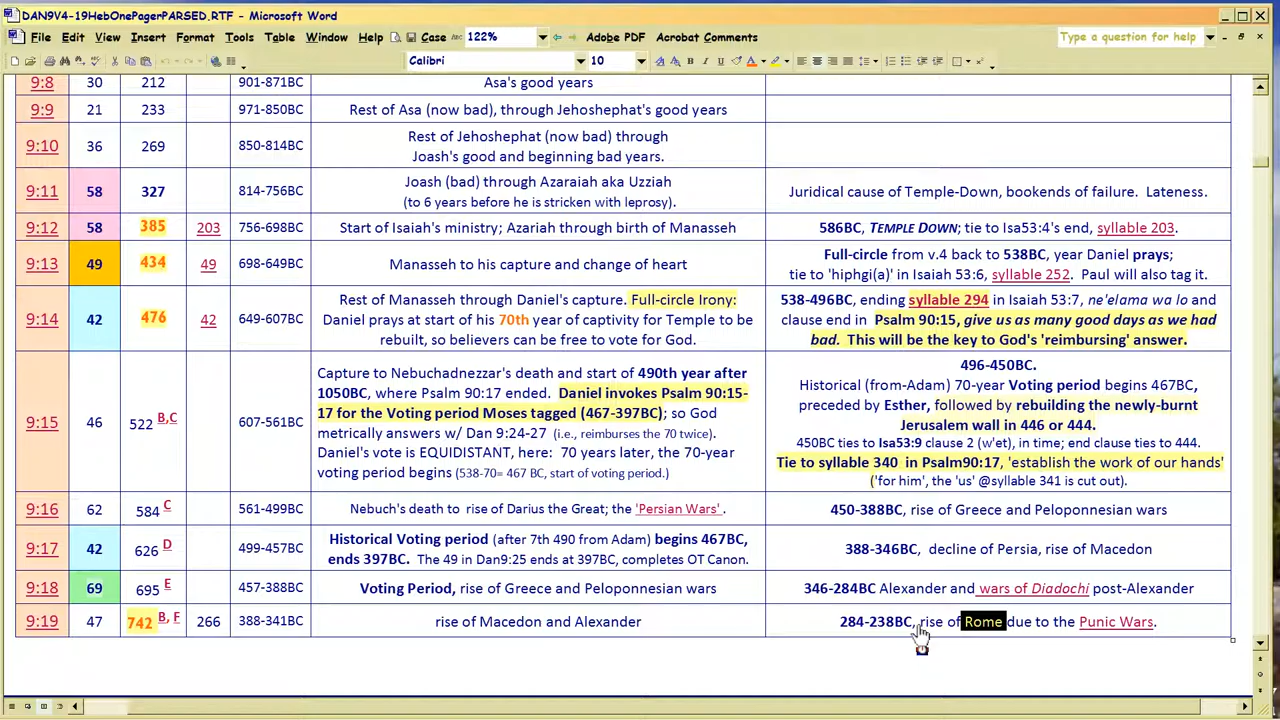 DAN9V4-19HebOnePagerPARSED.RTF - Microsoft Word
File Edit View Insert Format Tools Table Window Help Case 122% Adobe PDF Acrobat Comments Type a question for help
Calibri 10
9:8 30 212 901-871BC Asa's good years
9:9 21 233 971-850BC Rest of Asa (now bad), through Jehoshephat's good years
9:10 36 269 850-814BC Rest of Jehoshephat (now bad) through
Joash's good and beginning bad years.
9:11 58 327 814-756BC Joash (bad) through Azaraiah aka Uzziah
(to 6 years before he is stricken with leprosy).
Juridical cause of Temple-Down, bookends of failure. Lateness.
9:12 58 385 203 756-698BC Start of Isaiah's ministry; Azariah through birth of Manasseh 586BC, TEMPLE DOWN; tie to Isa53:4's end, syllable 203.
9:13 49 434 49 698-649BC Manasseh to his capture and change of heart
Full-circle from v.4 back to 538BC, year Daniel prays;
tie to 'hiphgi(a)' in Isaiah 53:6, syllable 252. Paul will also tag it.
9:14 42 476 42 649-607BC
Rest of Manasseh through Daniel's capture. Full-circle Irony:
Daniel prays at start of his 70th year of captivity for Temple to be
rebuilt, so believers can be free to vote for God.
538-496BC, ending syllable 294 in Isaiah 53:7, ne'elama wa lo and
clause end in Psalm 90:15, give us as many good days as we had
bad. This will be the key to God's 'reimbursing' answer.
9:15 46 522 B,C 607-561BC
Capture to Nebuchadnezzar's death and start of 490th year after
1050BC, where Psalm 90:17 ended. Daniel invokes Psalm 90:15-
17 for the Voting period Moses tagged (467-397BC); so God
metrically answers w/ Dan 9:24-27 (i.e., reimburses the 70 twice).
Daniel's vote is EQUIDISTANT, here: 70 years later, the 70-year
voting period begins (538-70= 467 BC, start of voting period.)
496-450BC.
Historical (from-Adam) 70-year Voting period begins 467BC,
preceded by Esther, followed by rebuilding the newly-burnt
Jerusalem wall in 446 or 444.
450BC ties to Isa53:9 clause 2 (w'et), in time; end clause ties to 444.
Tie to syllable 340 in Psalm90:17, 'establish the work of our hands'
('for him', the 'us' @syllable 341 is cut out).
9:16 62 584 C 561-499BC Nebuch's death to rise of Darius the Great; the 'Persian Wars' . 450-388BC, rise of Greece and Peloponnesian wars
9:17 42 626 D 499-457BC Historical Voting period (after 7th 490 from Adam) begins 467BC,
ends 397BC. The 49 in Dan9:25 ends at 397BC, completes OT Canon.
388-346BC, decline of Persia, rise of Macedon
9:18 69 695 E 457-388BC Voting Period, rise of Greece and Peloponnesian wars 346-284BC Alexander and wars of Diadochi post-Alexander
9:19 47 742 B, F 266 388-341BC rise of Macedon and Alexander 284-238BC, rise of Rome due to the Punic Wars.